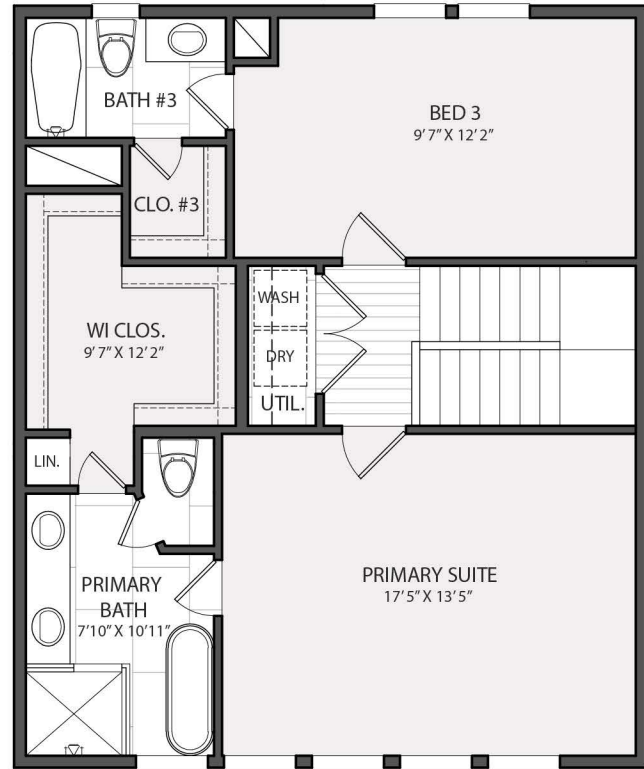 BATH #3
BED 3
9' 7" X 12' 2"
CLO. #3
WASH
WI CLOS.
9' 7" X 12' 2"
DRY
UTIL.
LIN.
PRIMARY SUITE
17' 5" X 13' 5"
PRIMARY
BATH
7'10" X 10'11"